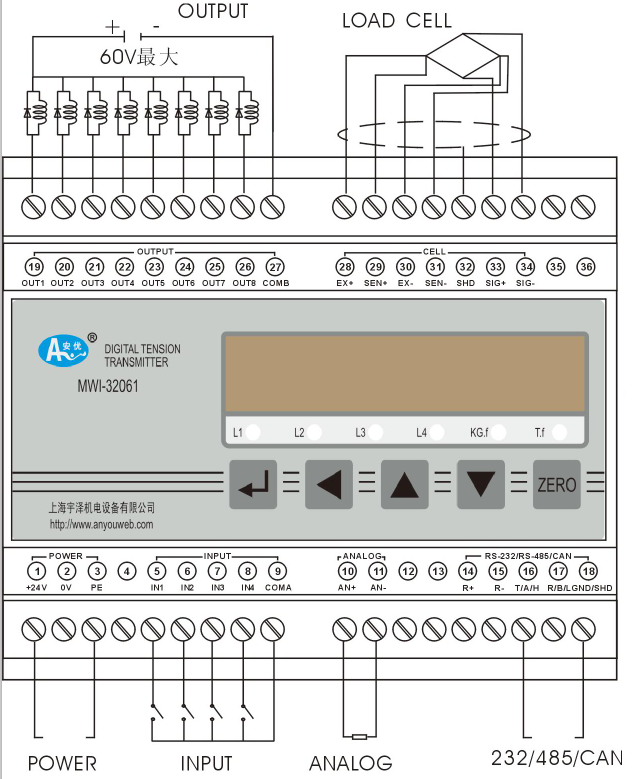 OUTPUT
LOAD CELL
+ -
60V最大
OUTPUT
CELL
19 20 21 22 23 24 25 26 27 28 29 30 31 32 33 34 35 36
OUT1 OUT2 OUT3 OUT4 OUT5 OUT6 OUT7 OUT8 COMB EX+ SEN+ EX- SEN- SHD SIG+ SIG-
安优 ®
DIGITAL TENSION
TRANSMITTER
MWI-32061
L1 L2 L3 L4 KG.f T.f
ZERO
上海宇泽机电设备有限公司
http://www.anyouweb.com
POWER INPUT ANALOG RS-232/RS-485/CAN
1 2 3 4 5 6 7 8 9 10 11 12 13 14 15 16 17 18
+24V 0V PE IN1 IN2 IN3 IN4 COMA AN+ AN- R+ R- T/A/H R/B/L GND/SHD
POWER INPUT ANALOG 232/485/CAN